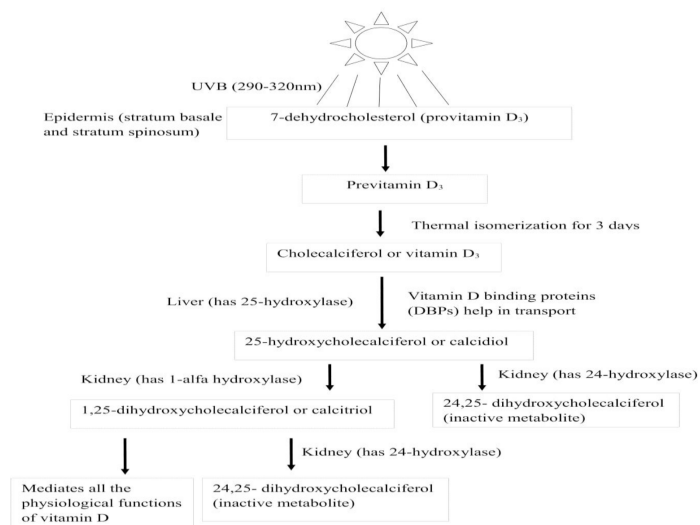 UVB (290-320nm)
Epidermis (stratum basale
and stratum spinosum)
7-dehydrocholesterol (provitamin D₃)
Previtamin D₃
Thermal isomerization for 3 days
Cholecalciferol or vitamin D₃
Liver (has 25-hydroxylase)
Vitamin D binding proteins
(DBPs) help in transport
25-hydroxycholecalciferol or calcidiol
Kidney (has 1-alfa hydroxylase)
Kidney (has 24-hydroxylase)
1,25-dihydroxycholecalciferol or calcitriol
24,25- dihydroxycholecalciferol
(inactive metabolite)
Kidney (has 24-hydroxylase)
Mediates all the
physiological functions
of vitamin D
24,25- dihydroxycholecalciferol
(inactive metabolite)